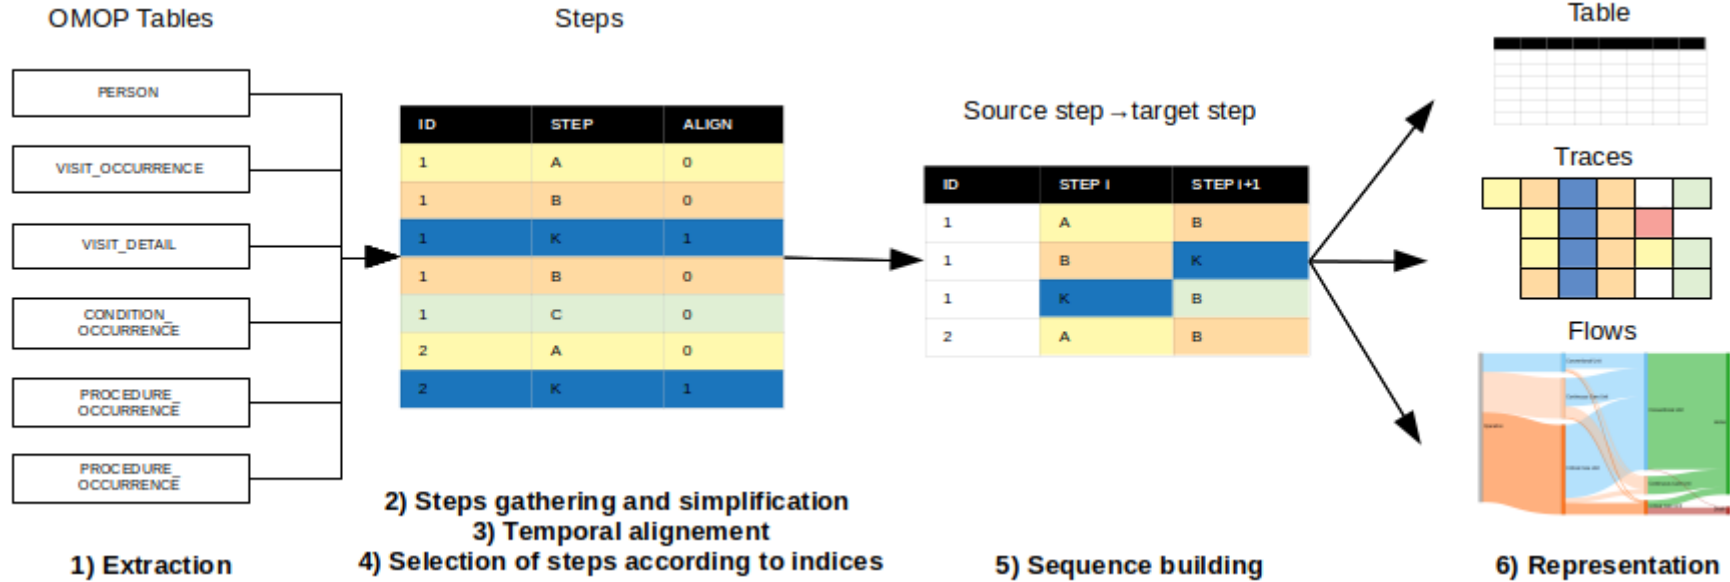 OMOP Tables
PERSON
VISIT_OCCURRENCE
VISIT_DETAIL
CONDITION_
OCCURRENCE
PROCEDURE_
OCCURRENCE
PROCEDURE_
OCCURRENCE
1) Extraction
Steps
ID STEP ALIGN
1 A 0
1 B 0
1 K 1
1 B 0
1 C 0
2 A 0
2 K 1
2) Steps gathering and simplification
3) Temporal alignement
4) Selection of steps according to indices
Source step→target step
ID STEP I STEP I+1
1 A B
1 B K
1 K B
2 A B
5) Sequence building
Table
Traces
Flows
6) Representation